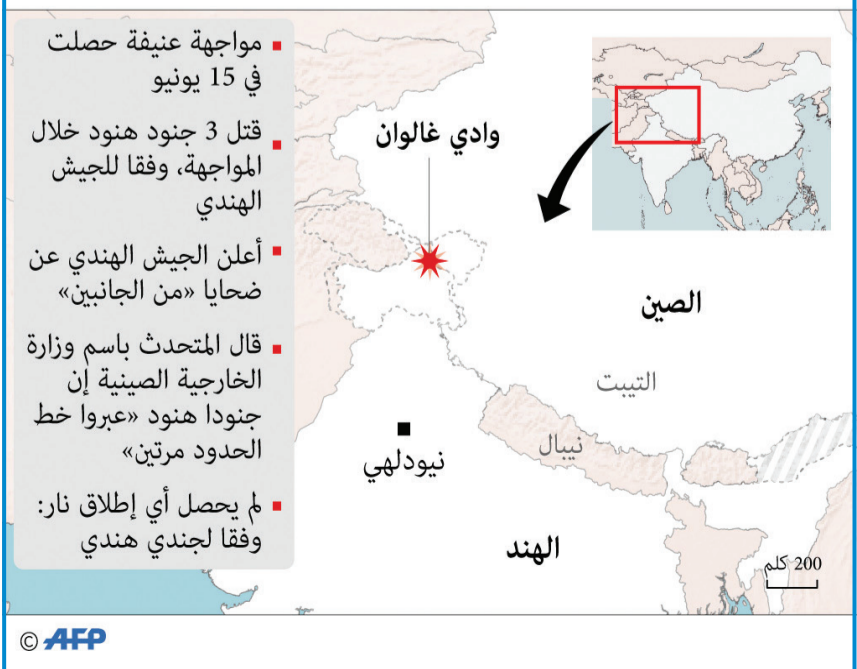 مواجهة عنيفة حصلت
في 15 يونيو
قتل 3 جنود هنود خلال
المواجهة، وفقا للجيش
الهندي
أعلن الجيش الهندي عن
ضحايا «من الجانبين»
قال المتحدث باسم وزارة
الخارجية الصينية إن
جنودا هنود «عبروا خط
الحدود مرتين»
لم يحصل أي إطلاق نار:
وفقا لجندي هندي
وادي غالوان
الصين
التيبت
نيبال
نيودلهي
الهند
200 كلم
© AFP